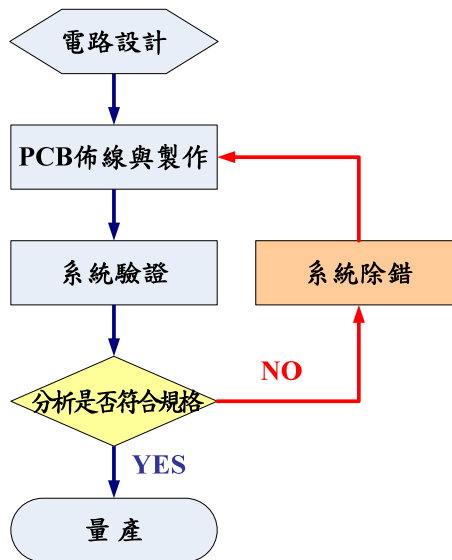 電路設計
PCB佈線與製作
系統驗證
系統除錯
分析是否符合規格
NO
YES
量產